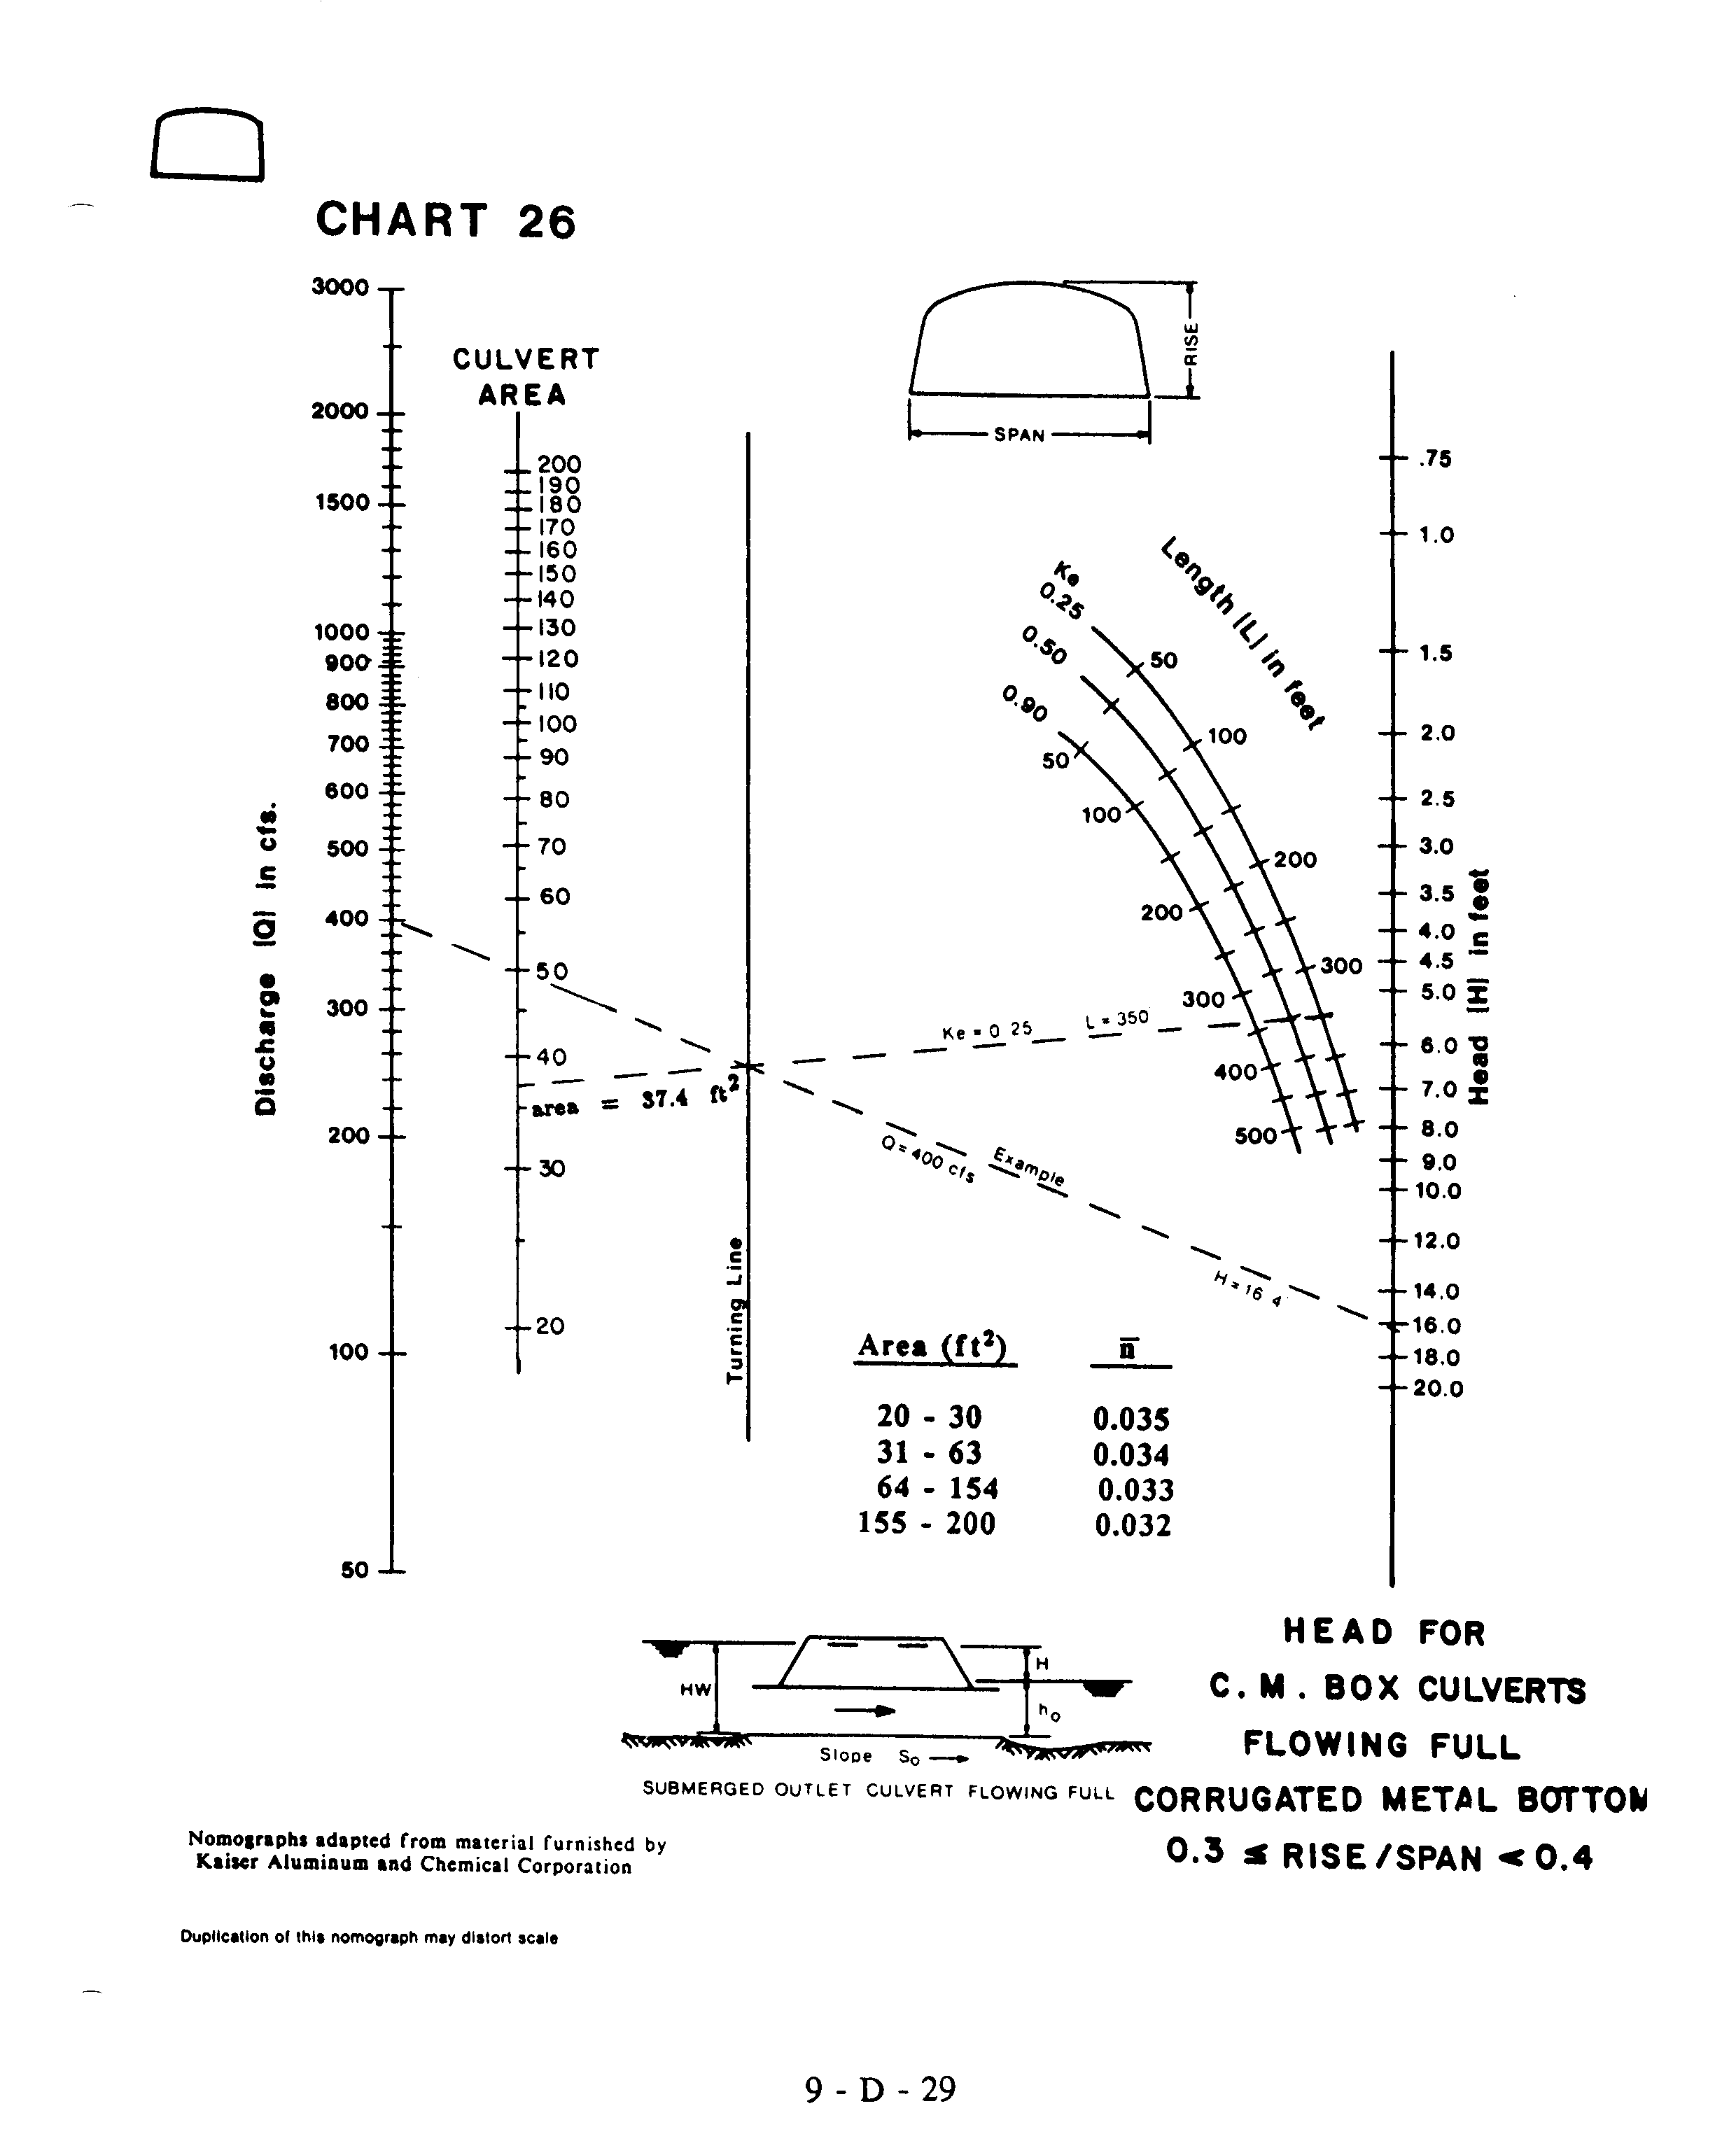 CHART 26
Discharge (Q) in cfs.
3000
2000
1500
1000
900
800
700
600
500
400
300
200
100
50
CULVERT
AREA
200
190
180
170
160
150
140
130
120
110
100
90
80
70
60
50
40
30
20
area = 37.4 ft²
Turning Line
RISE
SPAN
Ke
0.25
0.50
0.90
Length (L) in feet
50
100
200
300
50
100
200
300
400
500
Ke = 0 25 L = 350
Q = 400 cfs
Example
H = 16 4
Head (H) in feet
.75
1.0
1.5
2.0
2.5
3.0
3.5
4.0
4.5
5.0
6.0
7.0
8.0
9.0
10.0
12.0
14.0
16.0
18.0
20.0
Area (ft²) n̄
20 - 30 0.035
31 - 63 0.034
64 - 154 0.033
155 - 200 0.032
HW
H
ho
Slope So
SUBMERGED OUTLET CULVERT FLOWING FULL
HEAD FOR
C. M. BOX CULVERTS
FLOWING FULL
CORRUGATED METAL BOTTOM
0.3 ≤ RISE/SPAN < 0.4
Nomographs adapted from material furnished by
Kaiser Aluminum and Chemical Corporation
Duplication of this nomograph may distort scale
9 - D - 29